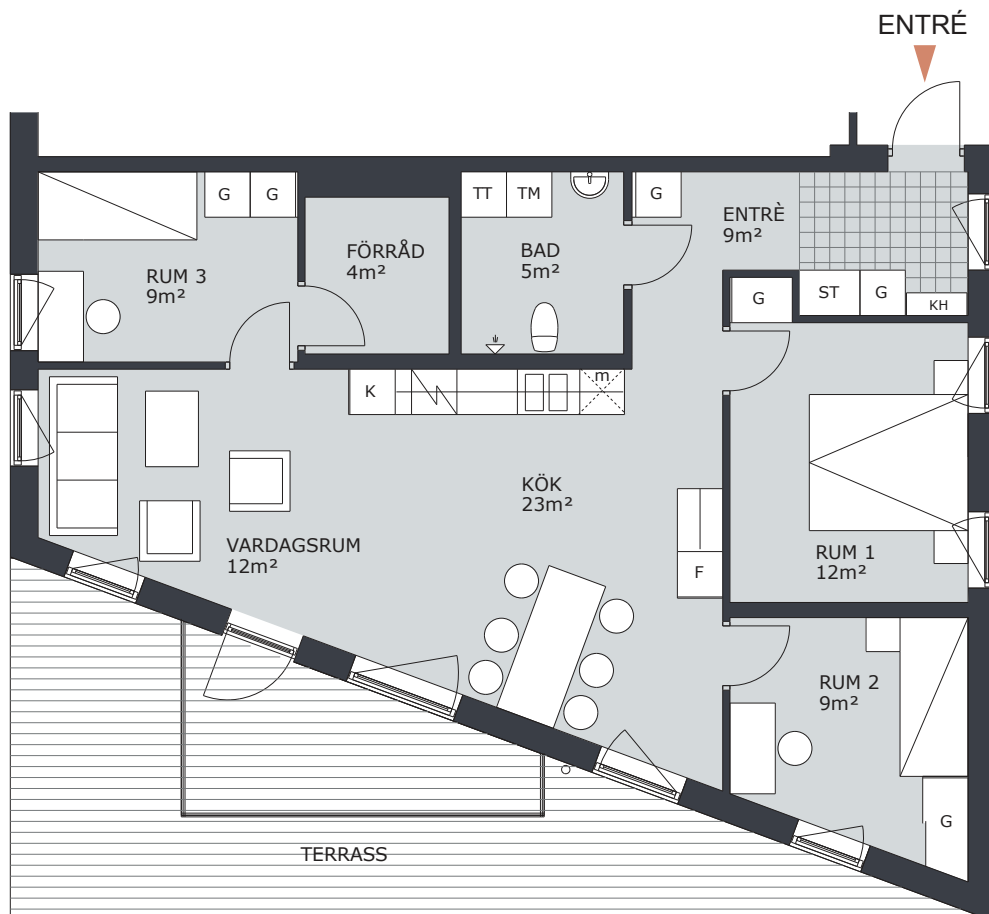 ENTRÉ
G
G
TT
TM
G
ENTRÈ
9m²
FÖRRÅD
4m²
BAD
5m²
RUM 3
9m²
G
ST
G
KH
K
m
KÖK
23m²
VARDAGSRUM
12m²
RUM 1
12m²
F
RUM 2
9m²
G
TERRASS